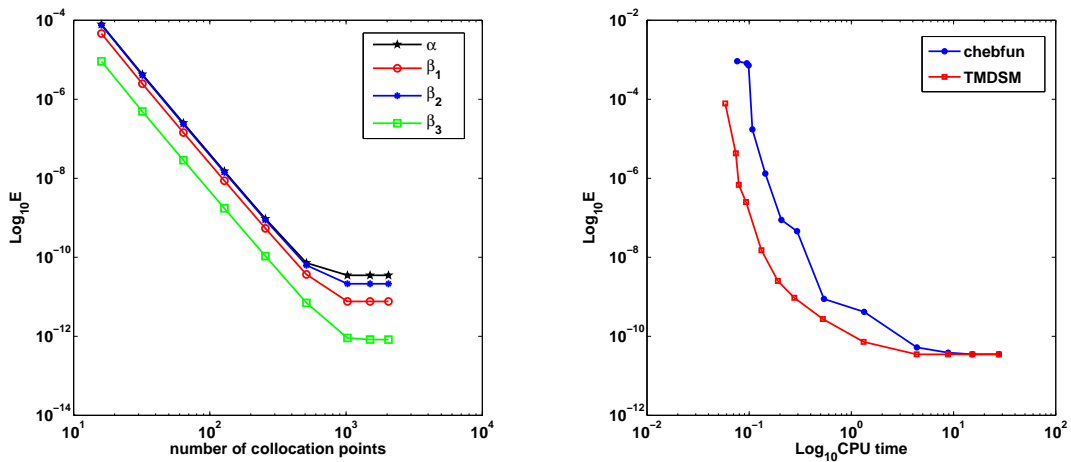 10^-4
10^-6
10^-8
10^-10
10^-12
10^-14
Log10E
10^1
10^2
10^3
10^4
number of collocation points
α
β1
β2
β3
10^-2
10^-4
10^-6
10^-8
10^-10
10^-12
Log10E
10^-2
10^-1
10^0
10^1
10^2
Log10CPU time
chebfun
TMDSM